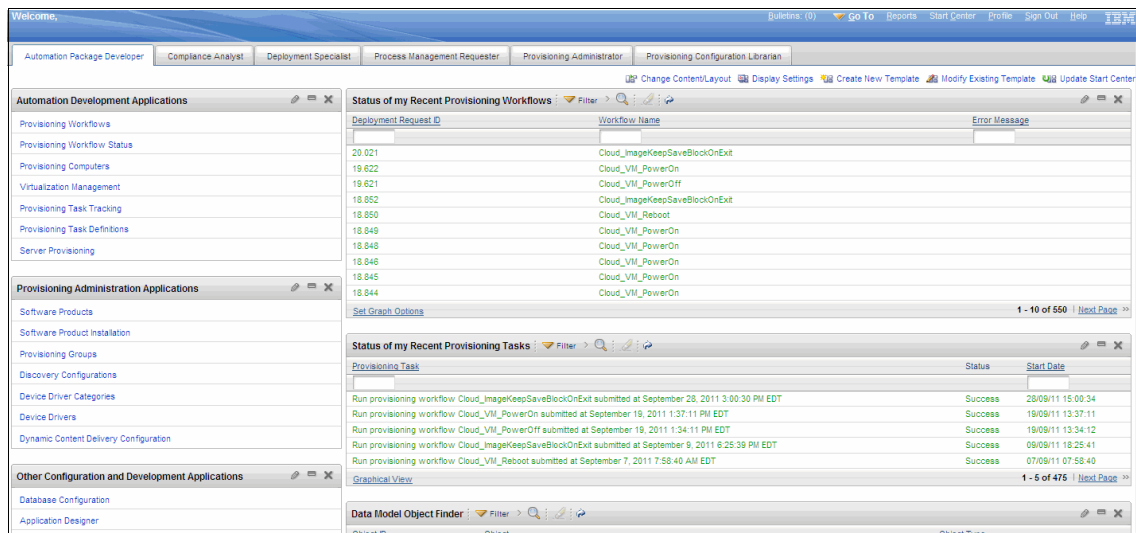 Welcome,
Bulletins: (0) Go To Reports Start Center Profile Sign Out Help IBM
Automation Package Developer Compliance Analyst Deployment Specialist Process Management Requester Provisioning Administrator Provisioning Configuration Librarian
Change Content/Layout Display Settings Create New Template Modify Existing Template Update Start Center
Automation Development Applications
Provisioning Workflows
Provisioning Workflow Status
Provisioning Computers
Virtualization Management
Provisioning Task Tracking
Provisioning Task Definitions
Server Provisioning
Provisioning Administration Applications
Software Products
Software Product Installation
Provisioning Groups
Discovery Configurations
Device Driver Categories
Device Drivers
Dynamic Content Delivery Configuration
Other Configuration and Development Applications
Database Configuration
Application Designer
Status of my Recent Provisioning Workflows Filter >
Deployment Request ID Workflow Name Error Message
20.021 Cloud_ImageKeepSaveBlockOnExit
19.622 Cloud_VM_PowerOn
19.621 Cloud_VM_PowerOff
18.852 Cloud_ImageKeepSaveBlockOnExit
18.850 Cloud_VM_Reboot
18.849 Cloud_VM_PowerOn
18.848 Cloud_VM_PowerOn
18.846 Cloud_VM_PowerOn
18.845 Cloud_VM_PowerOn
18.844 Cloud_VM_PowerOn
Set Graph Options 1 - 10 of 550 Next Page
Status of my Recent Provisioning Tasks Filter >
Provisioning Task Status Start Date
Run provisioning workflow Cloud_ImageKeepSaveBlockOnExit submitted at September 28, 2011 3:00:30 PM EDT Success 28/09/11 15:00:34
Run provisioning workflow Cloud_VM_PowerOn submitted at September 19, 2011 1:37:11 PM EDT Success 19/09/11 13:37:11
Run provisioning workflow Cloud_VM_PowerOff submitted at September 19, 2011 1:34:11 PM EDT Success 19/09/11 13:34:12
Run provisioning workflow Cloud_ImageKeepSaveBlockOnExit submitted at September 9, 2011 6:25:39 PM EDT Success 09/09/11 18:25:41
Run provisioning workflow Cloud_VM_Reboot submitted at September 7, 2011 7:58:40 AM EDT Success 07/09/11 07:58:40
Graphical View 1 - 5 of 475 Next Page
Data Model Object Finder Filter >
Object ID Object Object Type